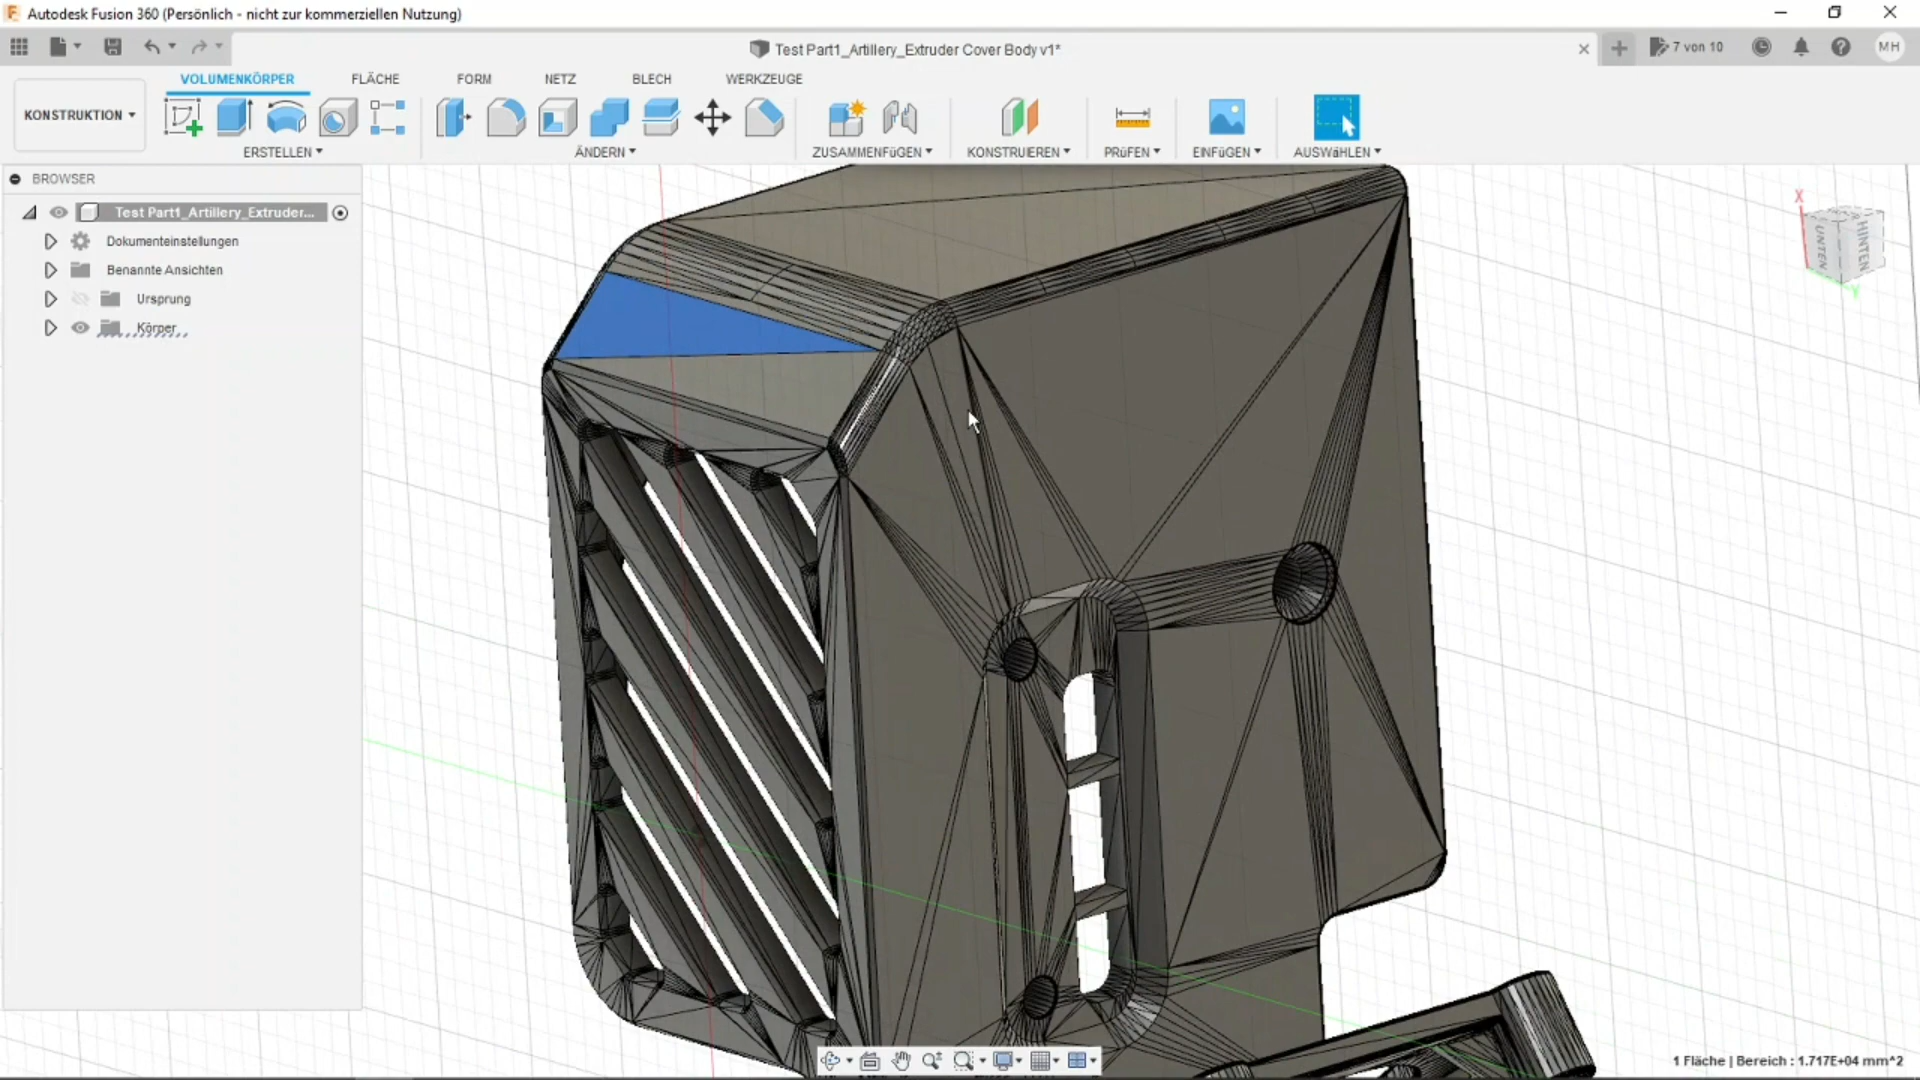 Autodesk Fusion 360 (Persönlich - nicht zur kommerziellen Nutzung)
Test Part1_Artillery_Extruder Cover Body v1*
7 von 10
MH
VOLUMENKÖRPER FLÄCHE FORM NETZ BLECH WERKZEUGE
KONSTRUKTION
ERSTELLEN ÄNDERN ZUSAMMENFüGEN KONSTRUIEREN PRüFEN EINFüGEN AUSWäHLEN
BROWSER
Test Part1_Artillery_Extruder...
Dokumenteinstellungen
Benannte Ansichten
Ursprung
Körper
X
UNTEN
HINTEN
Y
1 Fläche | Bereich : 1.717E+04 mm^2